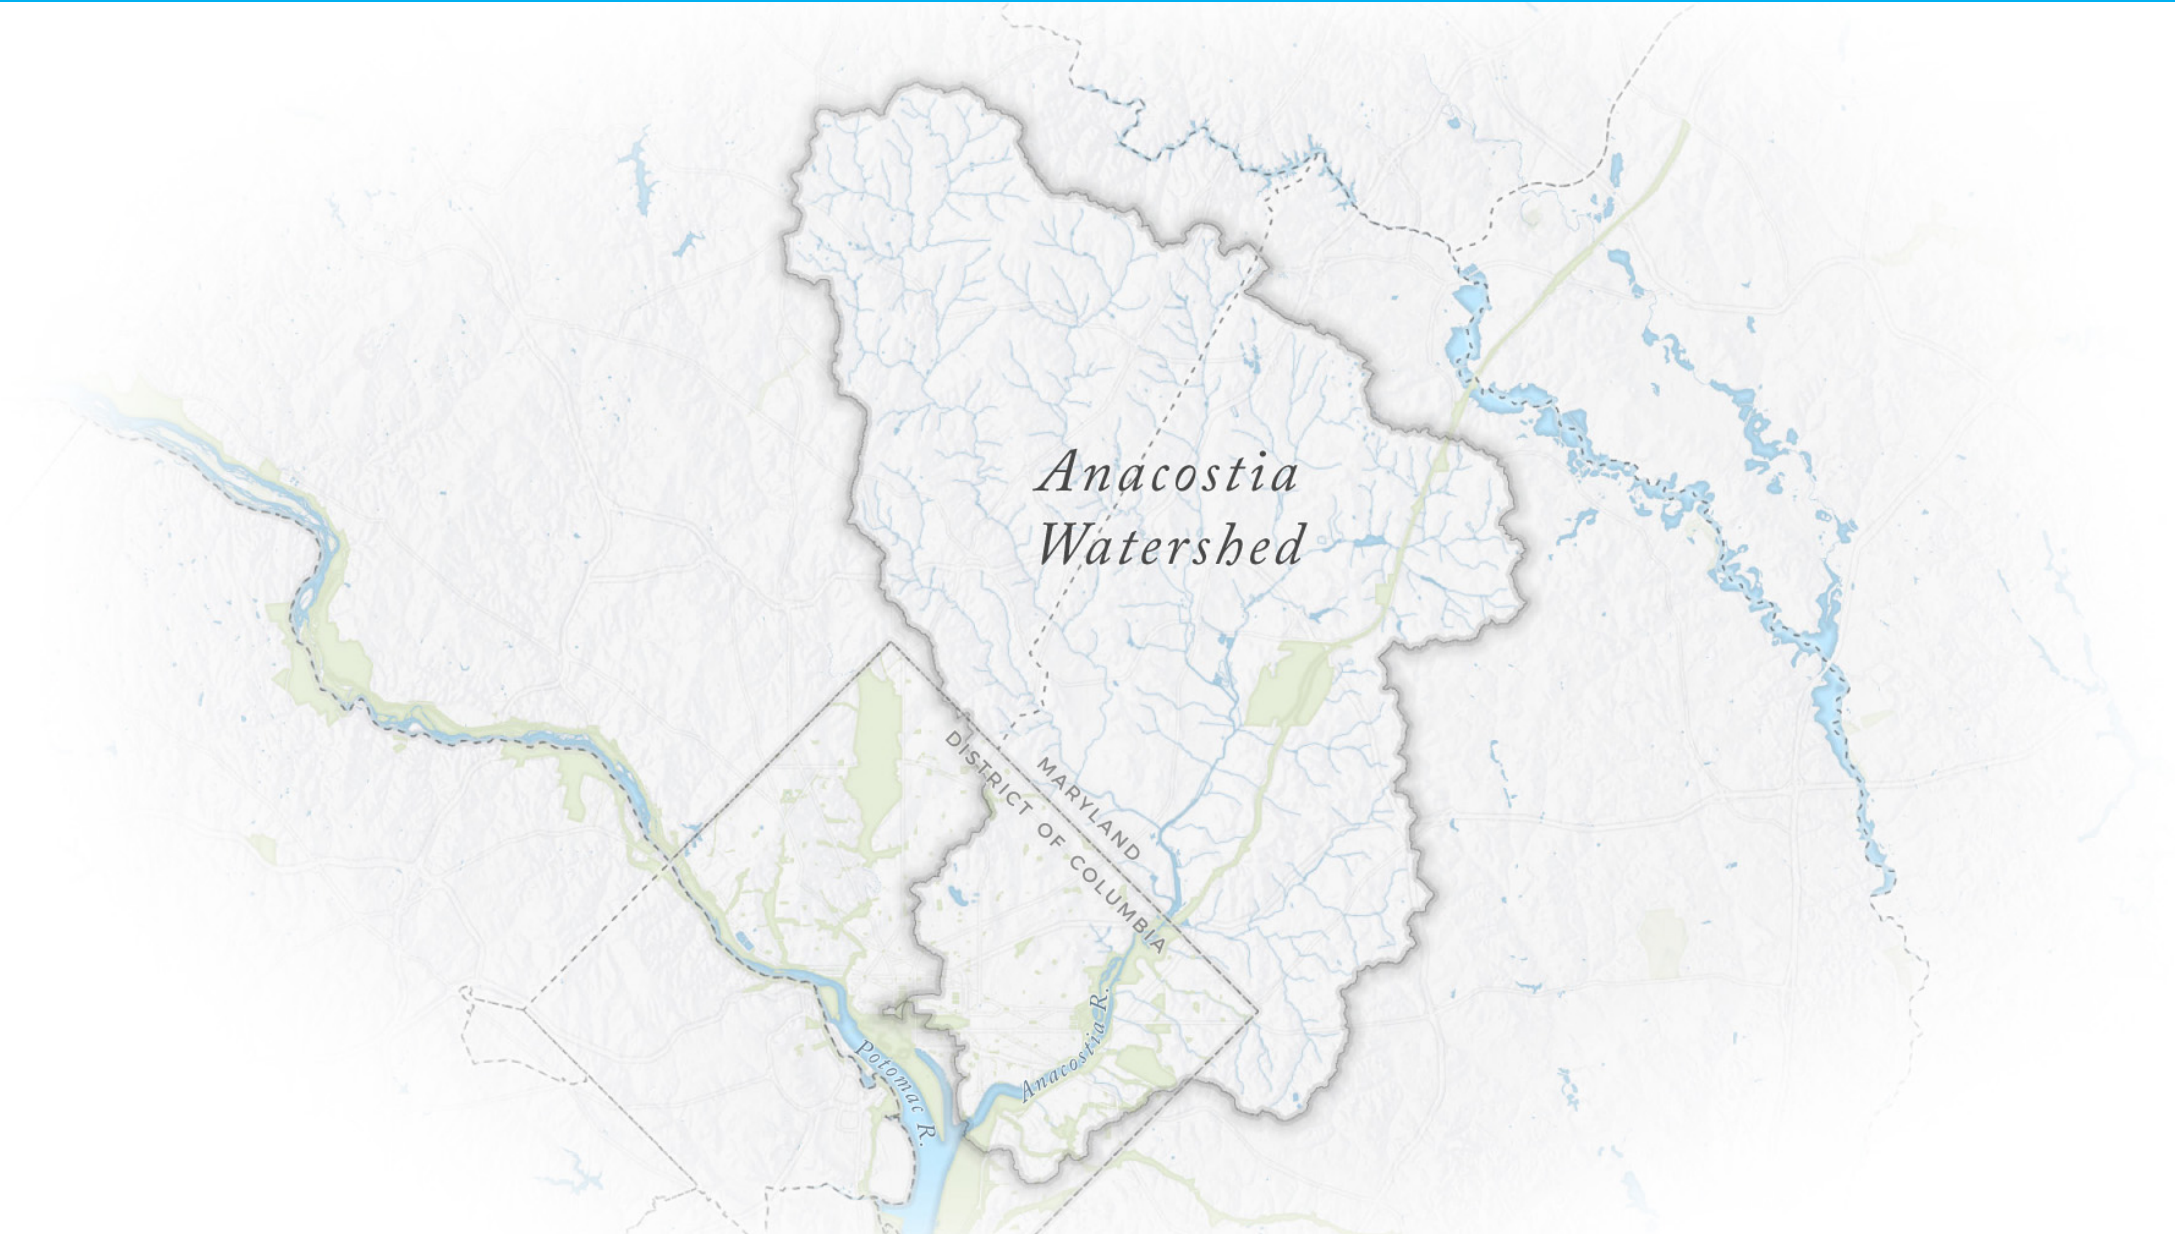 Anacostia
Watershed
MARYLAND
DISTRICT OF COLUMBIA
Anacostia R.
Potomac R.